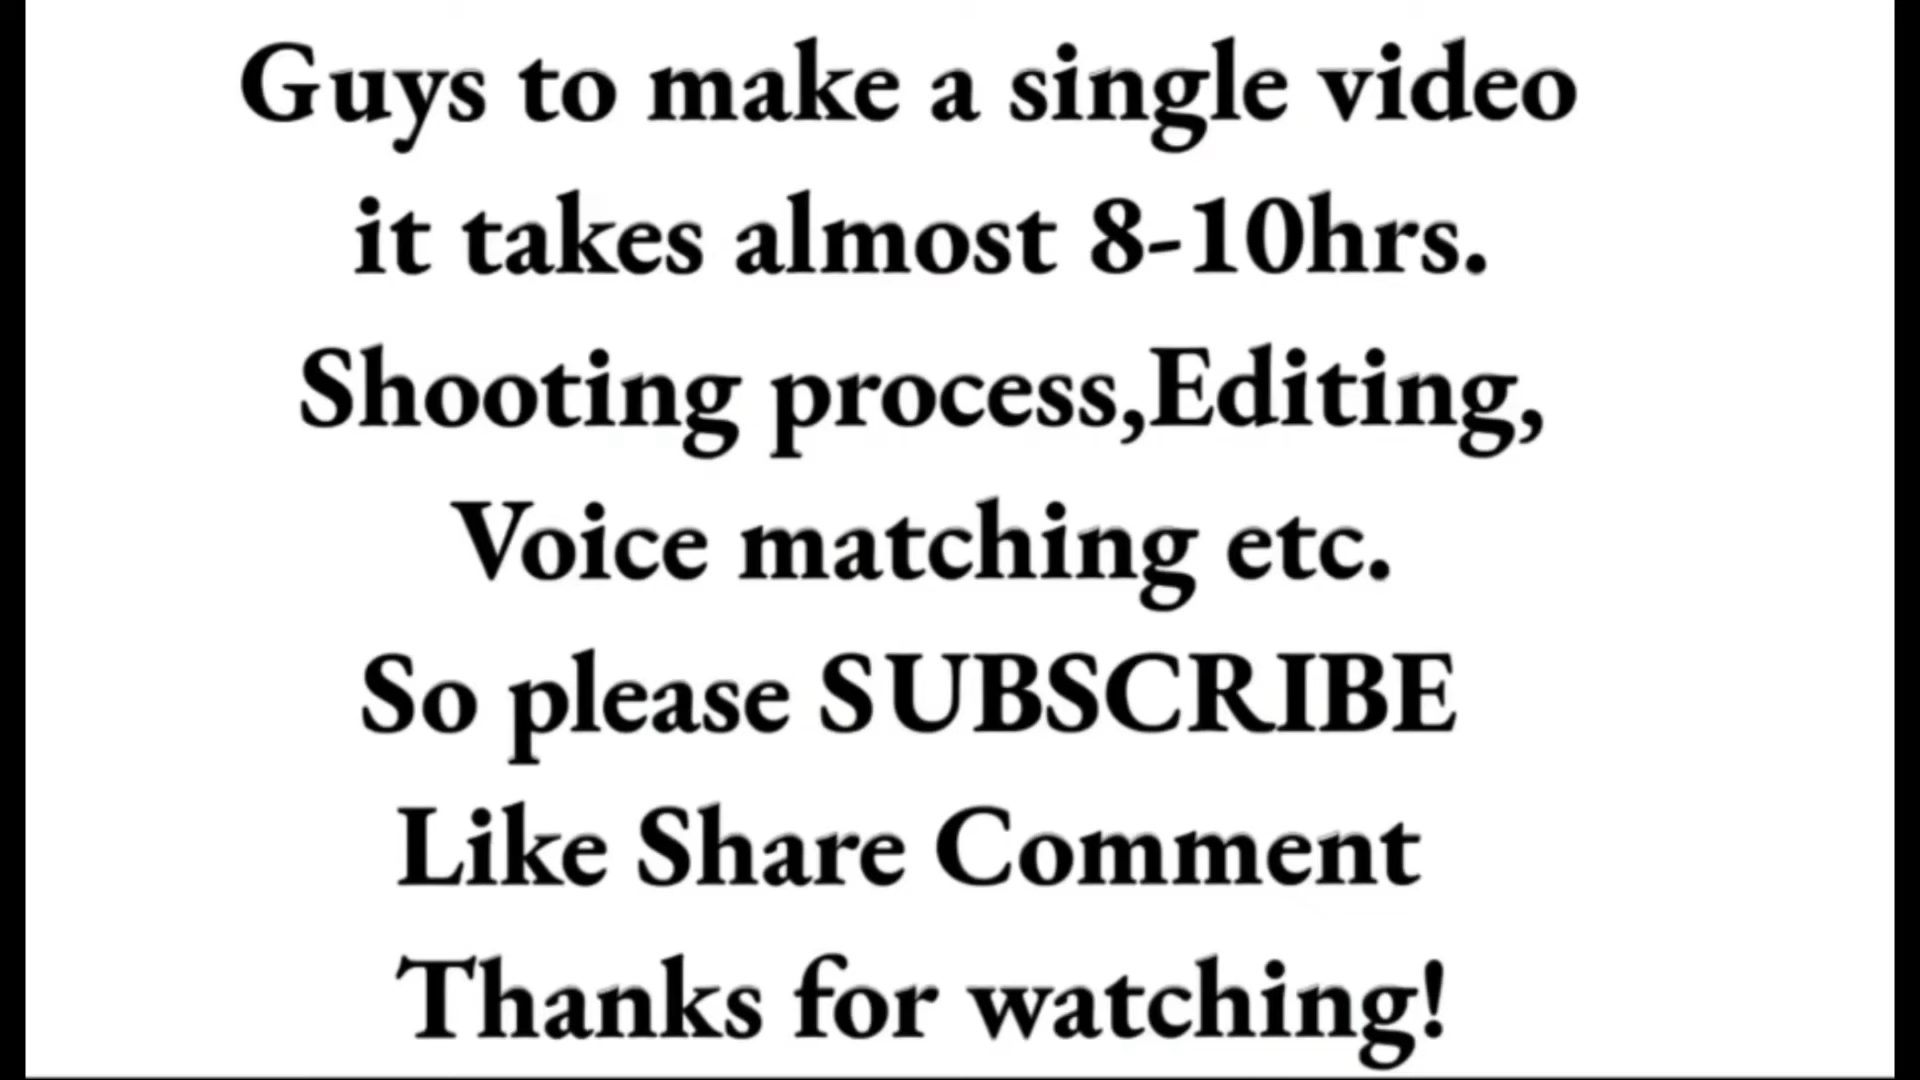 Guys to make a single video
it takes almost 8-10hrs.
Shooting process,Editing,
Voice matching etc.
So please SUBSCRIBE
Like Share Comment
Thanks for watching!